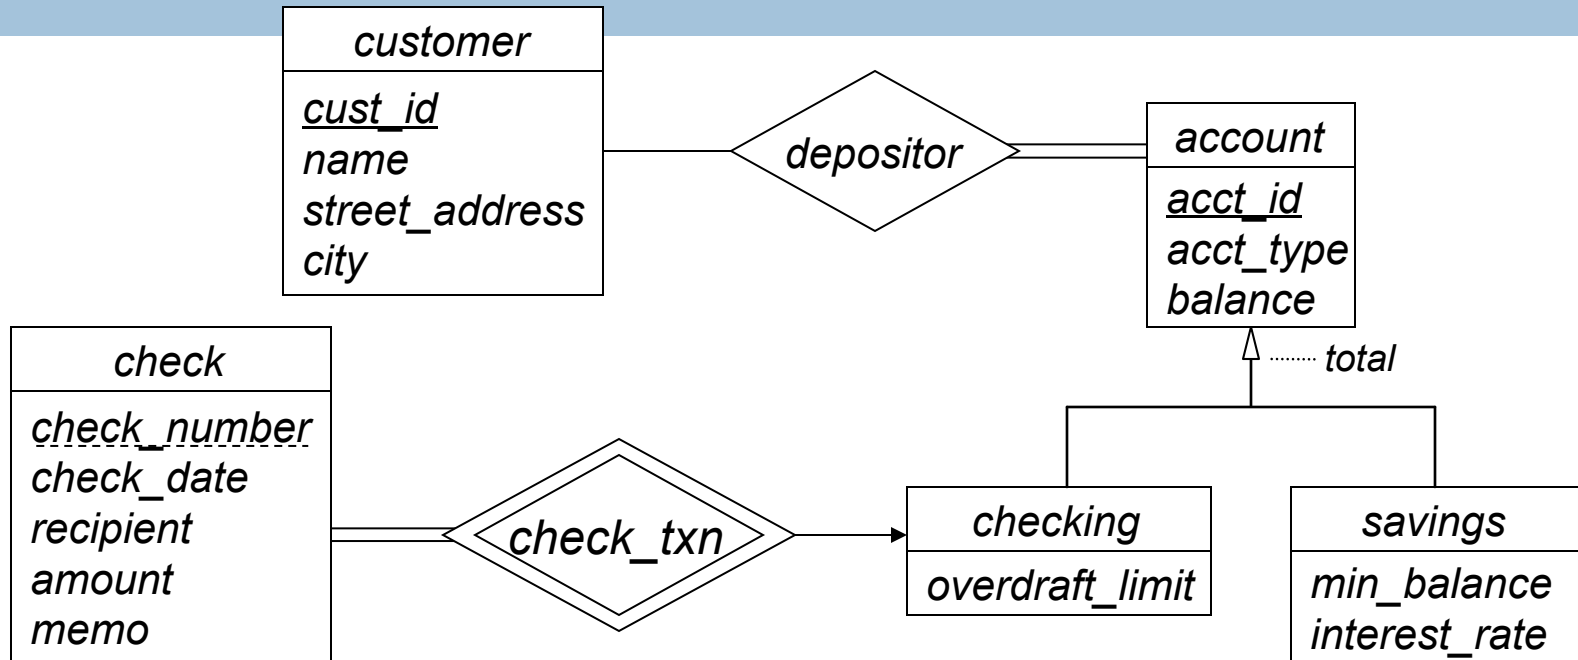 customer
cust_id
name
street_address
city
depositor
account
acct_id
acct_type
balance
total
check
check_number
check_date
recipient
amount
memo
check_txn
checking
overdraft_limit
savings
min_balance
interest_rate